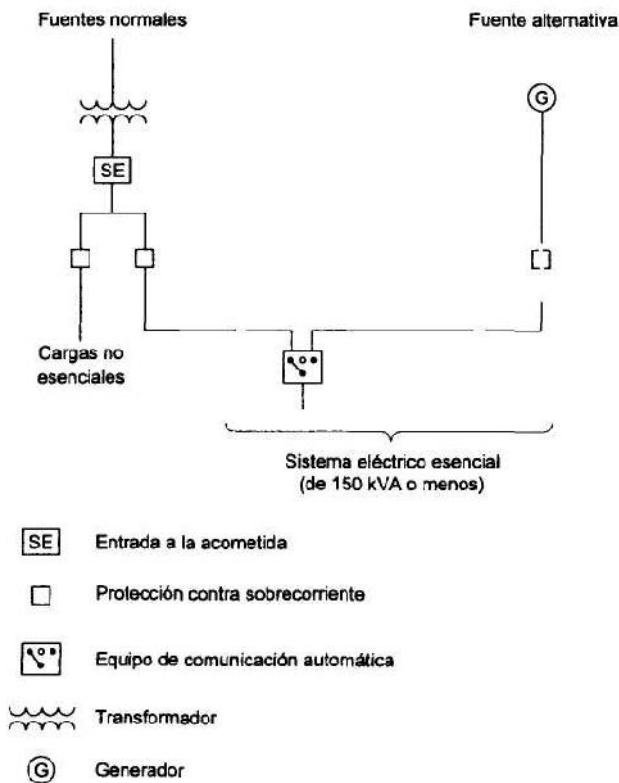 Fuentes normales
Fuente alternativa
G
SE
Cargas no
esenciales
Sistema eléctrico esencial
(de 150 kVA o menos)
SE Entrada a la acometida
Protección contra sobrecorriente
Equipo de comunicación automática
Transformador
G Generador